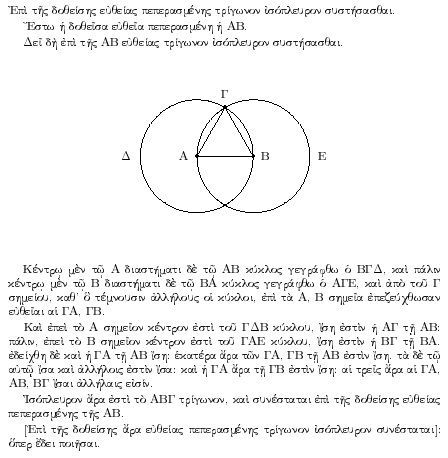 Ἐπὶ τῆς δοθείσης εὐθείας πεπερασμένης τρίγωνον ἰσόπλευρον συστήσασθαι.
Ἔστω ἡ δοθεῖσα εὐθεῖα πεπερασμένη ἡ ΑΒ.
Δεῖ δὴ ἐπὶ τῆς ΑΒ εὐθείας τρίγωνον ἰσόπλευρον συστήσασθαι.
Γ
Δ Α Β Ε
Κέντρῳ μὲν τῷ Α διαστήματι δὲ τῷ ΑΒ κύκλος γεγράφθω ὁ ΒΓΔ, καὶ πάλιν
κέντρῳ μὲν τῷ Β διαστήματι δὲ τῷ ΒΑ κύκλος γεγράφθω ὁ ΑΓΕ, καὶ ἀπὸ τοῦ Γ
σημείου, καθ᾿ ὃ τέμνουσιν ἀλλήλους οἱ κύκλοι, ἐπὶ τὰ Α, Β σημεῖα ἐπεζεύχθωσαν
εὐθεῖαι αἱ ΓΑ, ΓΒ.
Καὶ ἐπεὶ τὸ Α σημεῖον κέντρον ἐστὶ τοῦ ΓΔΒ κύκλου, ἴση ἐστὶν ἡ ΑΓ τῇ ΑΒ·
πάλιν, ἐπεὶ τὸ Β σημεῖον κέντρον ἐστὶ τοῦ ΓΑΕ κύκλου, ἴση ἐστὶν ἡ ΒΓ τῇ ΒΑ.
ἐδείχθη δὲ καὶ ἡ ΓΑ τῇ ΑΒ ἴση· ἑκατέρα ἄρα τῶν ΓΑ, ΓΒ τῇ ΑΒ ἐστὶν ἴση. τὰ δὲ τῷ
αὐτῷ ἴσα καὶ ἀλλήλοις ἐστὶν ἴσα· καὶ ἡ ΓΑ ἄρα τῇ ΓΒ ἐστὶν ἴση· αἱ τρεῖς ἄρα αἱ ΓΑ,
ΑΒ, ΒΓ ἴσαι ἀλλήλαις εἰσίν.
Ἰσόπλευρον ἄρα ἐστὶ τὸ ΑΒΓ τρίγωνον, καὶ συνέσταται ἐπὶ τῆς δοθείσης εὐθείας
πεπερασμένης τῆς ΑΒ.
[Ἐπὶ τῆς δοθείσης ἄρα εὐθείας πεπερασμένης τρίγωνον ἰσόπλευρον συνέσταται]·
ὅπερ ἔδει ποιῆσαι.